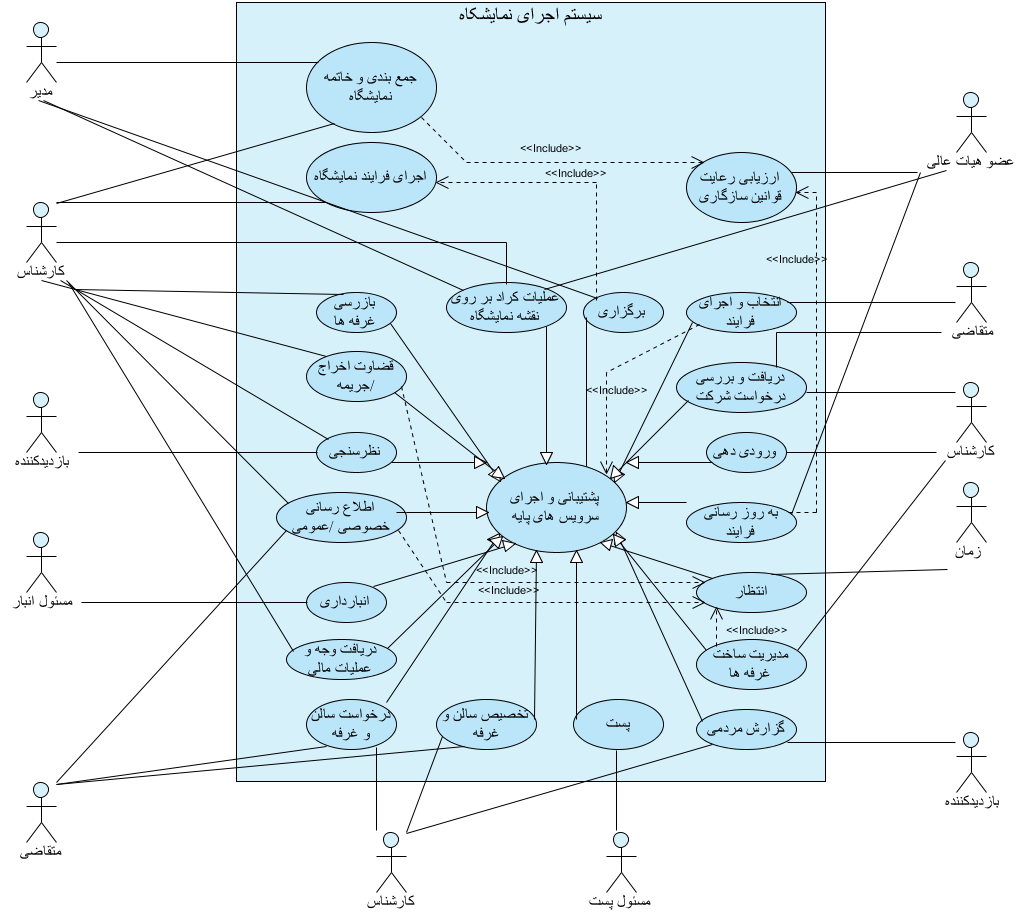 سیستم اجرای نمایشگاه
مدیر
جمع بندی و خاتمه
نمایشگاه
<<Include>>
اجرای فرایند نمایشگاه
<<Include>>
ارزیابی رعایت
قوانین سازگاری
عضو هیات عالی
کارشناس
<<Include>>
بازرسی
غرفه ها
عملیات کراد بر روی
نقشه نمایشگاه
برگزاری
انتخاب و اجرای
فرایند
متقاضی
قضاوت اخراج
/جریمه
<<Include>>
دریافت و بررسی
درخواست شرکت
بازدیدکننده
نظرسنجی
ورودی دهی
کارشناس
اطلاع رسانی
خصوصی /عمومی
پشتیبانی و اجرای
سرویس های پایه
به روز رسانی
فرایند
زمان
<<Include>>
<<Include>>
مسئول انبار
انبارداری
انتظار
<<Include>>
دریافت وجه و
عملیات مالی
مدیریت ساخت
غرفه ها
درخواست سالن
و غرفه
تخصیص سالن و
غرفه
پست
گزارش مردمی
بازدیدکننده
متقاضی
کارشناس
مسئول پست